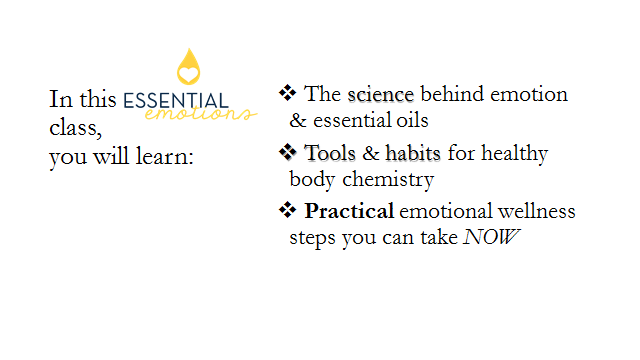 In this ESSENTIAL
emotions
class,
you will learn:
❖ The science behind emotion
& essential oils
❖ Tools & habits for healthy
body chemistry
❖ Practical emotional wellness
steps you can take NOW